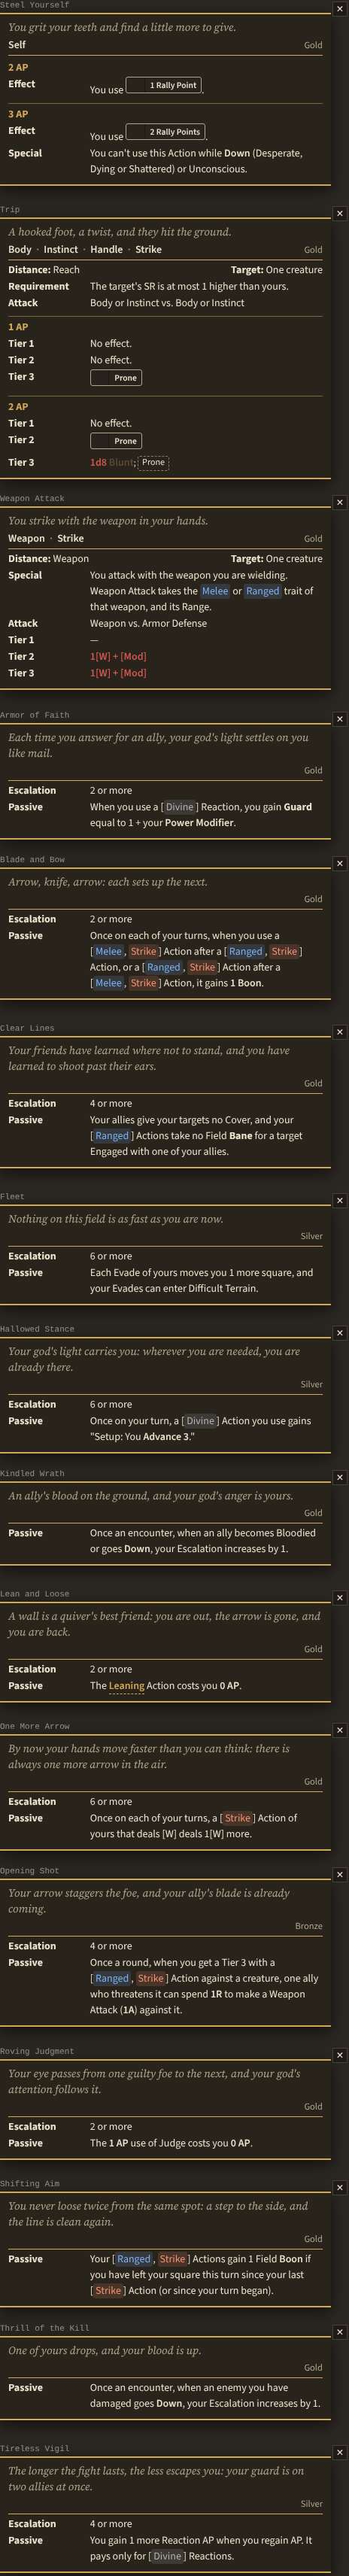 Steel Yourself
✕
You grit your teeth and find a little more to give.
Self
Gold
2 AP
Effect
You use 1 Rally Point.
3 AP
Effect
You use 2 Rally Points.
Special
You can't use this Action while Down (Desperate,
Dying or Shattered) or Unconscious.
Trip
✕
A hooked foot, a twist, and they hit the ground.
Body · Instinct · Handle · Strike
Gold
Distance: Reach
Target: One creature
Requirement
The target's SR is at most 1 higher than yours.
Attack
Body or Instinct vs. Body or Instinct
1 AP
Tier 1
No effect.
Tier 2
No effect.
Tier 3
Prone
2 AP
Tier 1
No effect.
Tier 2
Prone
Tier 3
1d8 Blunt; Prone
Weapon Attack
✕
You strike with the weapon in your hands.
Weapon · Strike
Gold
Distance: Weapon
Target: One creature
Special
You attack with the weapon you are wielding.
Weapon Attack takes the Melee or Ranged trait of
that weapon, and its Range.
Attack
Weapon vs. Armor Defense
Tier 1
—
Tier 2
1[W] + [Mod]
Tier 3
1[W] + [Mod]
Armor of Faith
✕
Each time you answer for an ally, your god's light settles on you
like mail.
Gold
Escalation
2 or more
Passive
When you use a [Divine] Reaction, you gain Guard
equal to 1 + your Power Modifier.
Blade and Bow
✕
Arrow, knife, arrow: each sets up the next.
Gold
Escalation
2 or more
Passive
Once on each of your turns, when you use a
[Melee, Strike] Action after a [Ranged, Strike]
Action, or a [Ranged, Strike] Action after a
[Melee, Strike] Action, it gains 1 Boon.
Clear Lines
✕
Your friends have learned where not to stand, and you have
learned to shoot past their ears.
Gold
Escalation
4 or more
Passive
Your allies give your targets no Cover, and your
[Ranged] Actions take no Field Bane for a target
Engaged with one of your allies.
Fleet
✕
Nothing on this field is as fast as you are now.
Silver
Escalation
6 or more
Passive
Each Evade of yours moves you 1 more square, and
your Evades can enter Difficult Terrain.
Hallowed Stance
✕
Your god's light carries you: wherever you are needed, you are
already there.
Silver
Escalation
6 or more
Passive
Once on your turn, a [Divine] Action you use gains
"Setup: You Advance 3."
Kindled Wrath
✕
An ally's blood on the ground, and your god's anger is yours.
Gold
Passive
Once an encounter, when an ally becomes Bloodied
or goes Down, your Escalation increases by 1.
Lean and Loose
✕
A wall is a quiver's best friend: you are out, the arrow is gone, and
you are back.
Gold
Escalation
2 or more
Passive
The Leaning Action costs you 0 AP.
One More Arrow
✕
By now your hands move faster than you can think: there is
always one more arrow in the air.
Gold
Escalation
6 or more
Passive
Once on each of your turns, a [Strike] Action of
yours that deals [W] deals 1[W] more.
Opening Shot
✕
Your arrow staggers the foe, and your ally's blade is already
coming.
Bronze
Escalation
4 or more
Passive
Once a round, when you get a Tier 3 with a
[Ranged, Strike] Action against a creature, one ally
who threatens it can spend 1R to make a Weapon
Attack (1A) against it.
Roving Judgment
✕
Your eye passes from one guilty foe to the next, and your god's
attention follows it.
Gold
Escalation
2 or more
Passive
The 1 AP use of Judge costs you 0 AP.
Shifting Aim
✕
You never loose twice from the same spot: a step to the side, and
the line is clean again.
Gold
Passive
Your [Ranged, Strike] Actions gain 1 Field Boon if
you have left your square this turn since your last
[Strike] Action (or since your turn began).
Thrill of the Kill
✕
One of yours drops, and your blood is up.
Gold
Passive
Once an encounter, when an enemy you have
damaged goes Down, your Escalation increases by 1.
Tireless Vigil
✕
The longer the fight lasts, the less escapes you: your guard is on
two allies at once.
Silver
Escalation
4 or more
Passive
You gain 1 more Reaction AP when you regain AP. It
pays only for [Divine] Reactions.